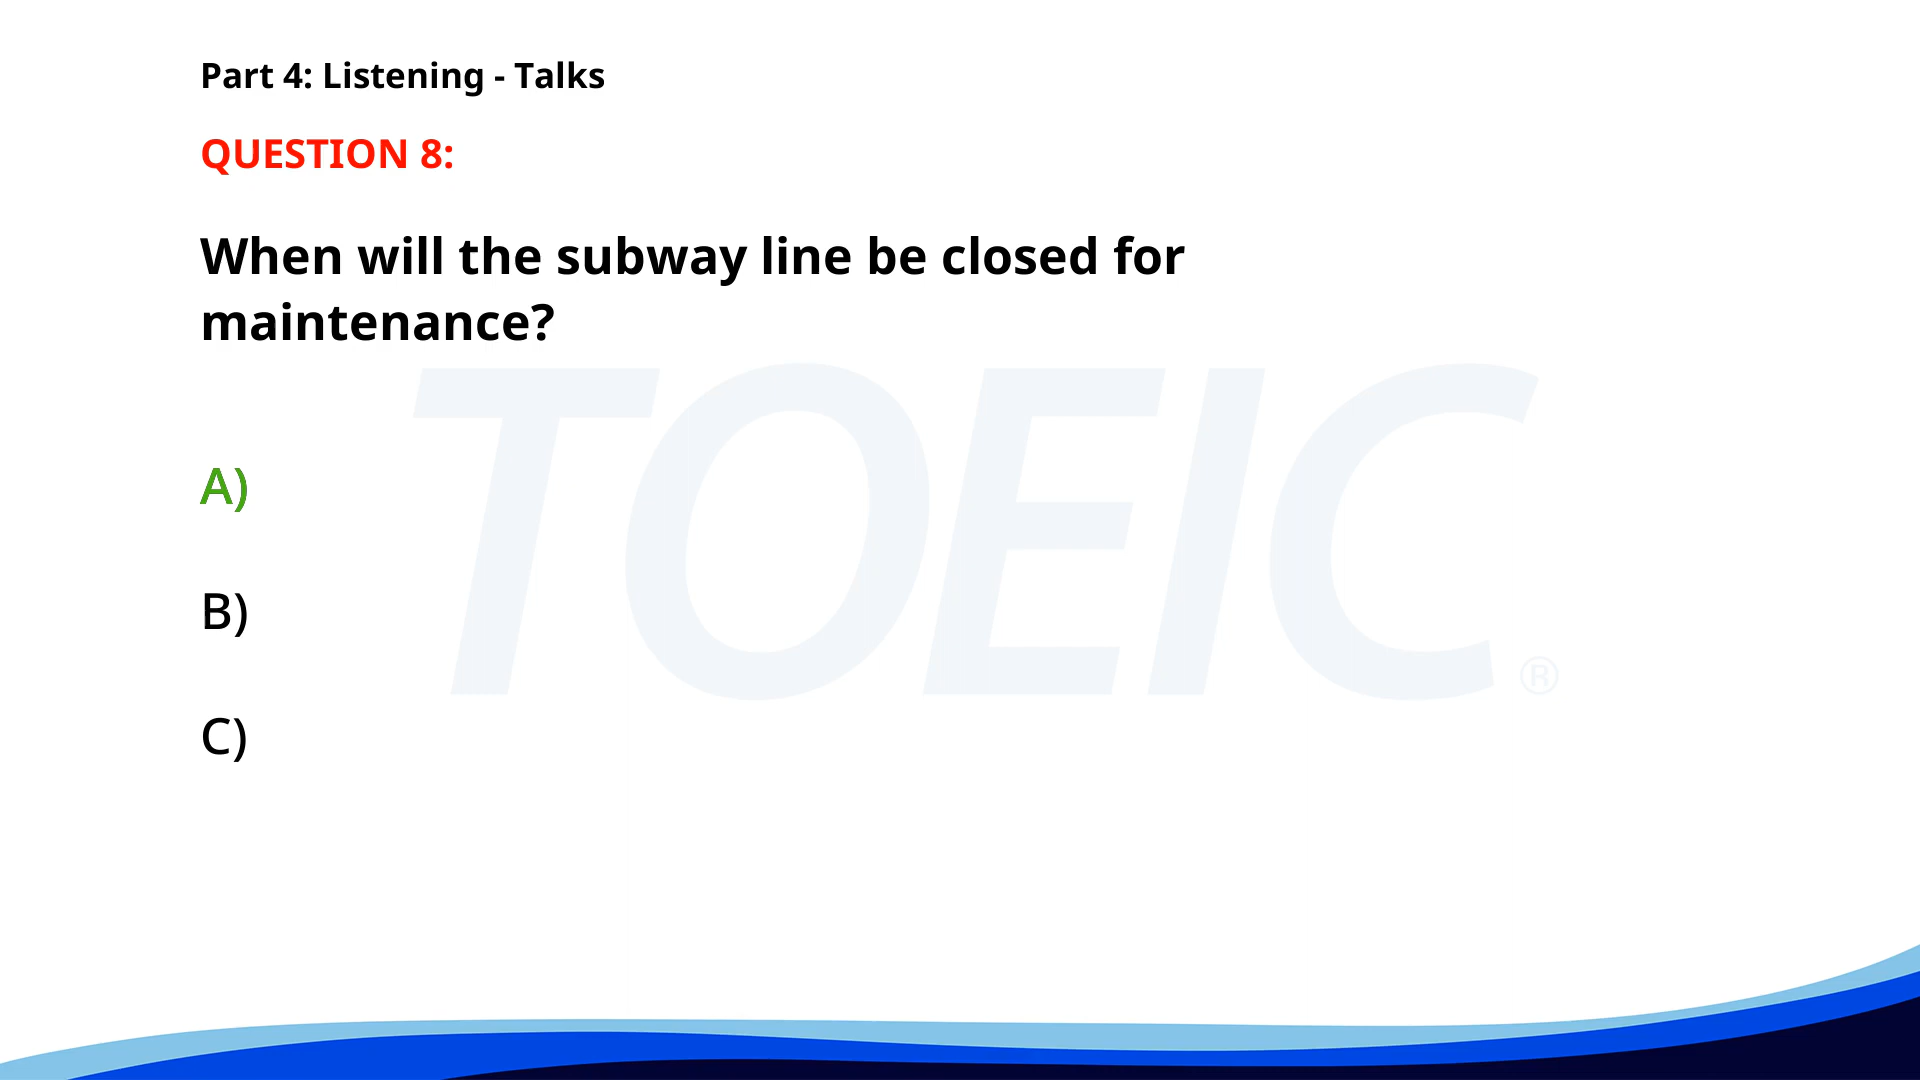 Part 4: Listening - Talks
QUESTION 8:
When will the subway line be closed for
maintenance?
TOEIC®
A)
B)
C)